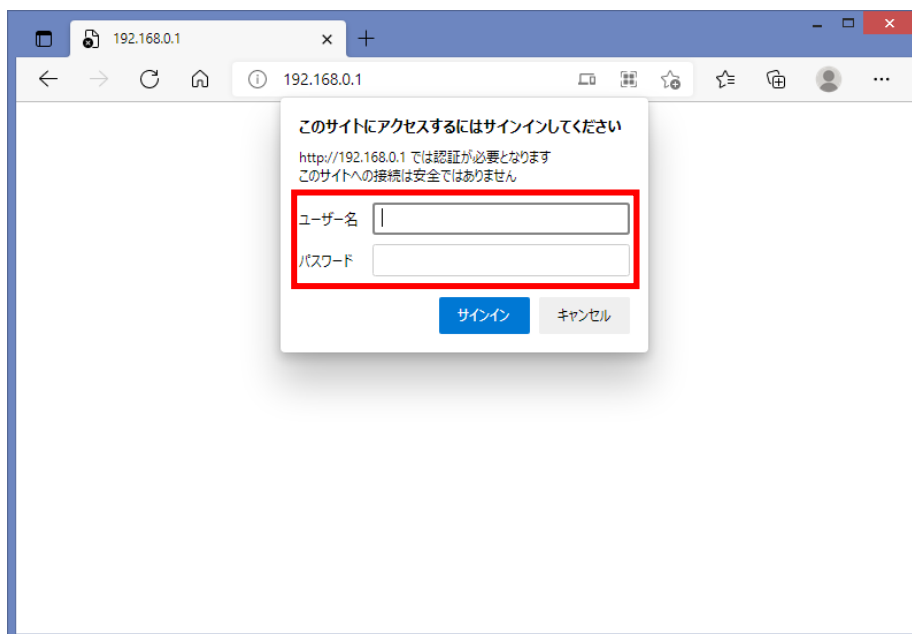 192.168.0.1
192.168.0.1
このサイトにアクセスするにはサインインしてください
http://192.168.0.1 では認証が必要となります
このサイトへの接続は安全ではありません
ユーザー名
パスワード
サインイン キャンセル